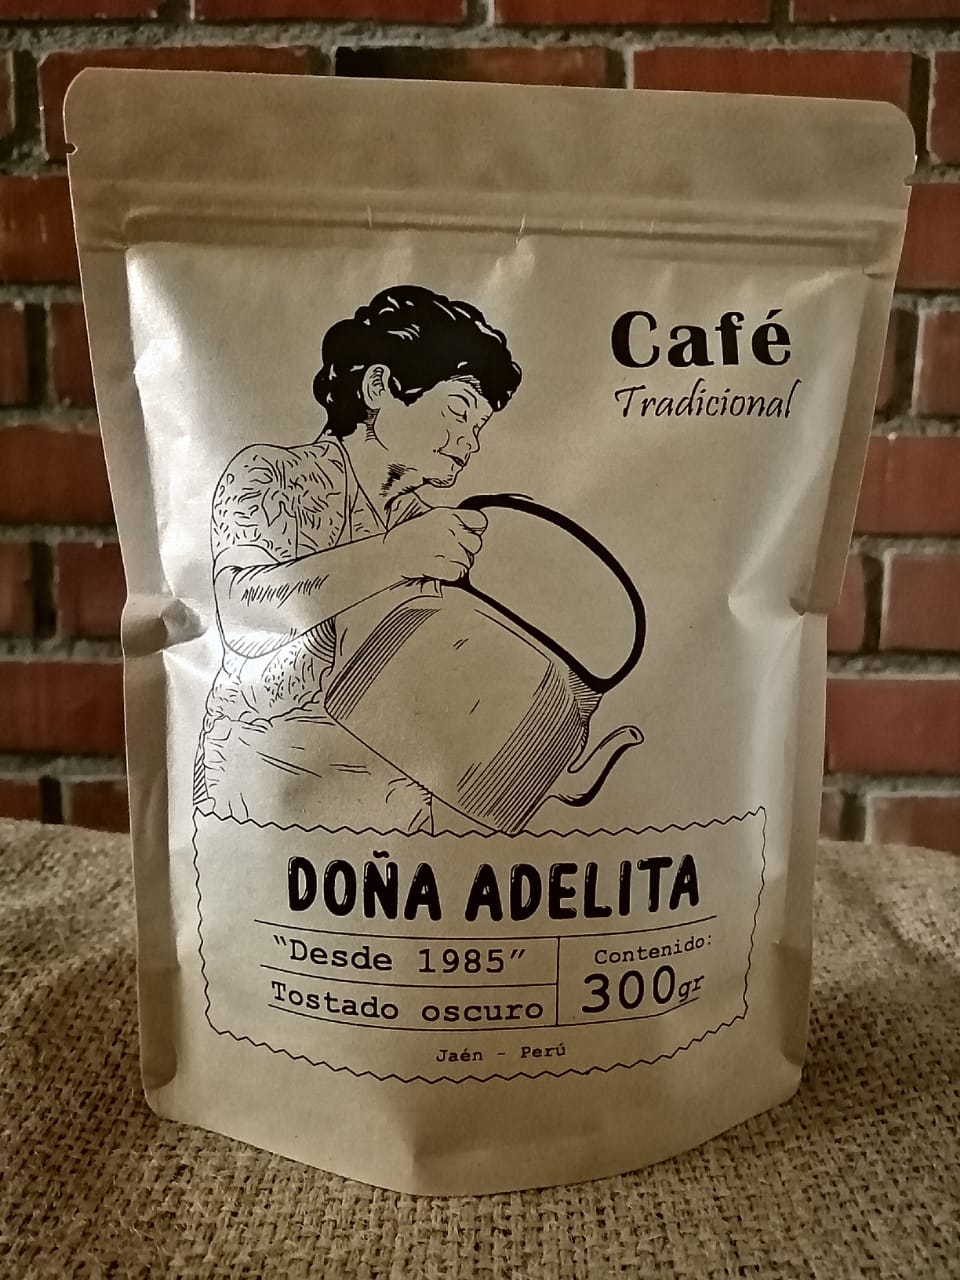 Café
Tradicional
DOÑA ADELITA
“Desde 1985”
Tostado oscuro
Contenido:
300gr
Jaén - Perú